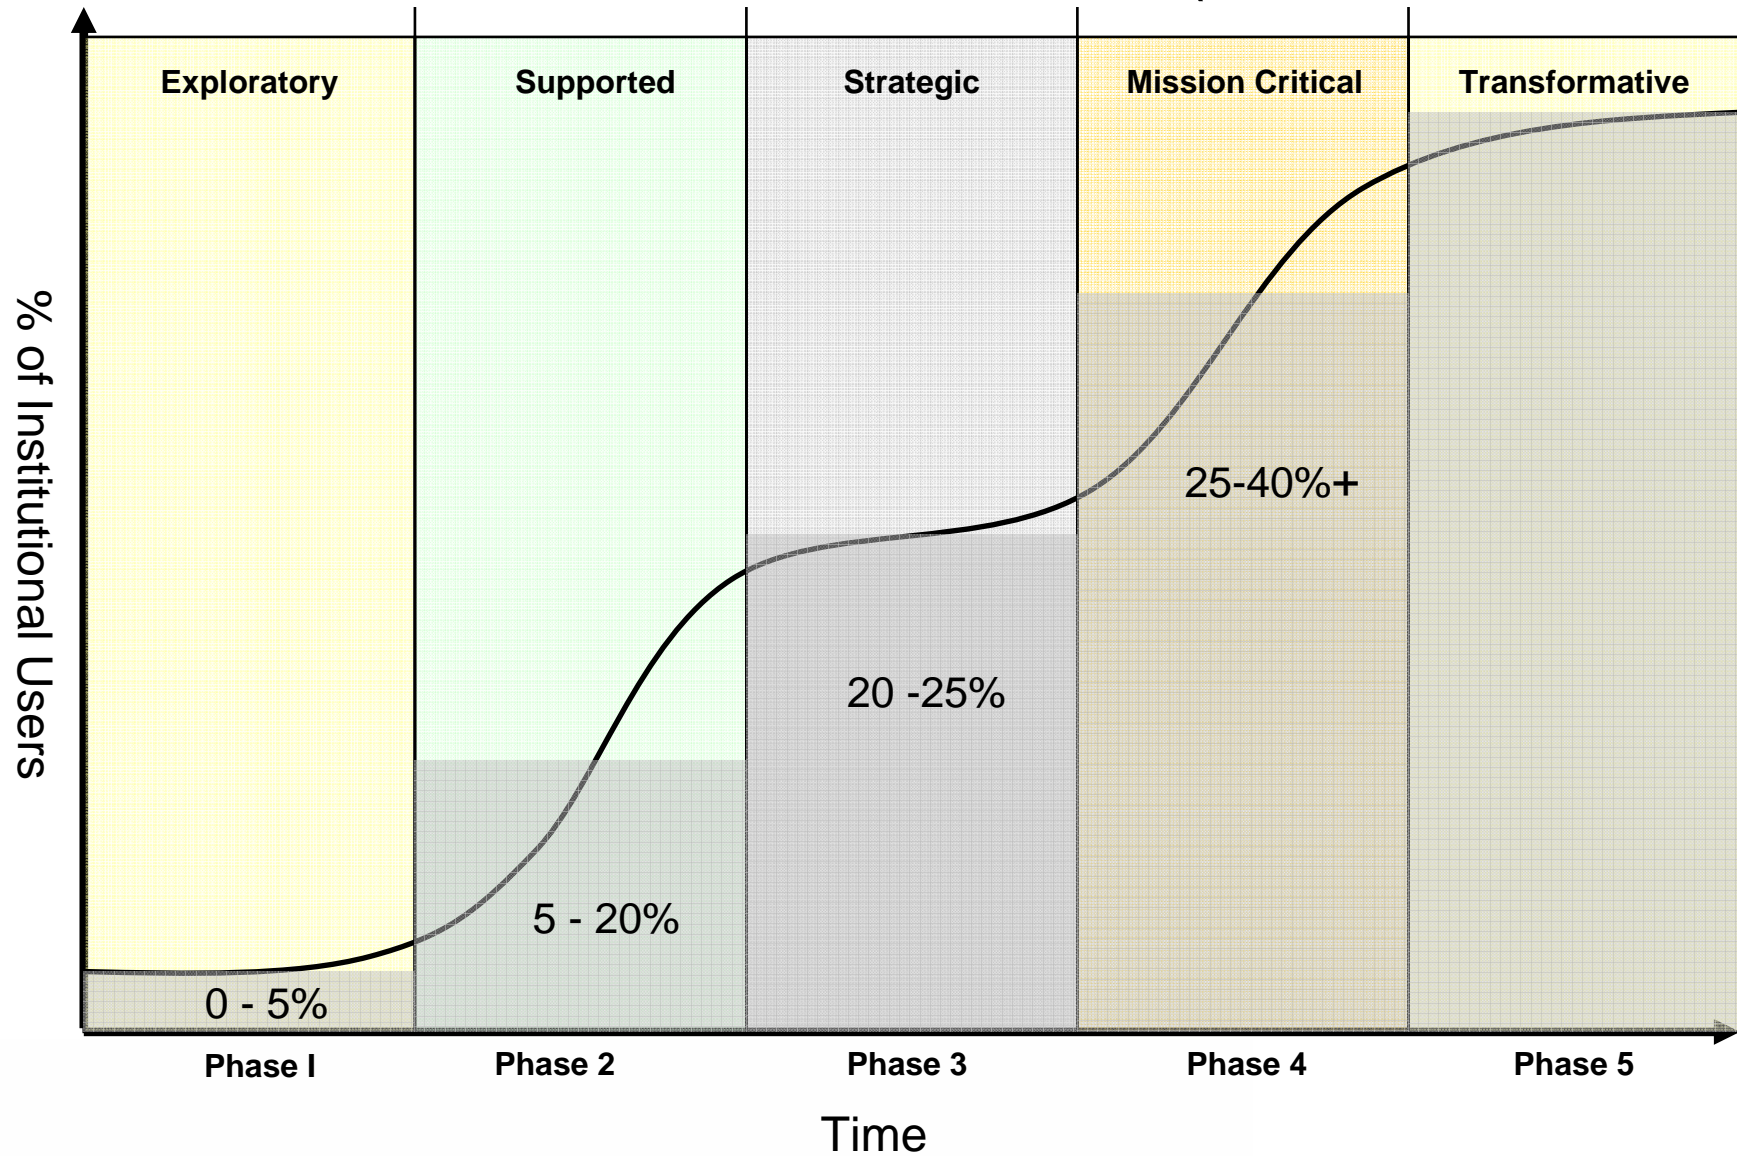 Exploratory
Supported
Strategic
Mission Critical
Transformative
% of Institutional Users
25-40%+
20 -25%
5 - 20%
0 - 5%
Phase I
Phase 2
Phase 3
Phase 4
Phase 5
Time